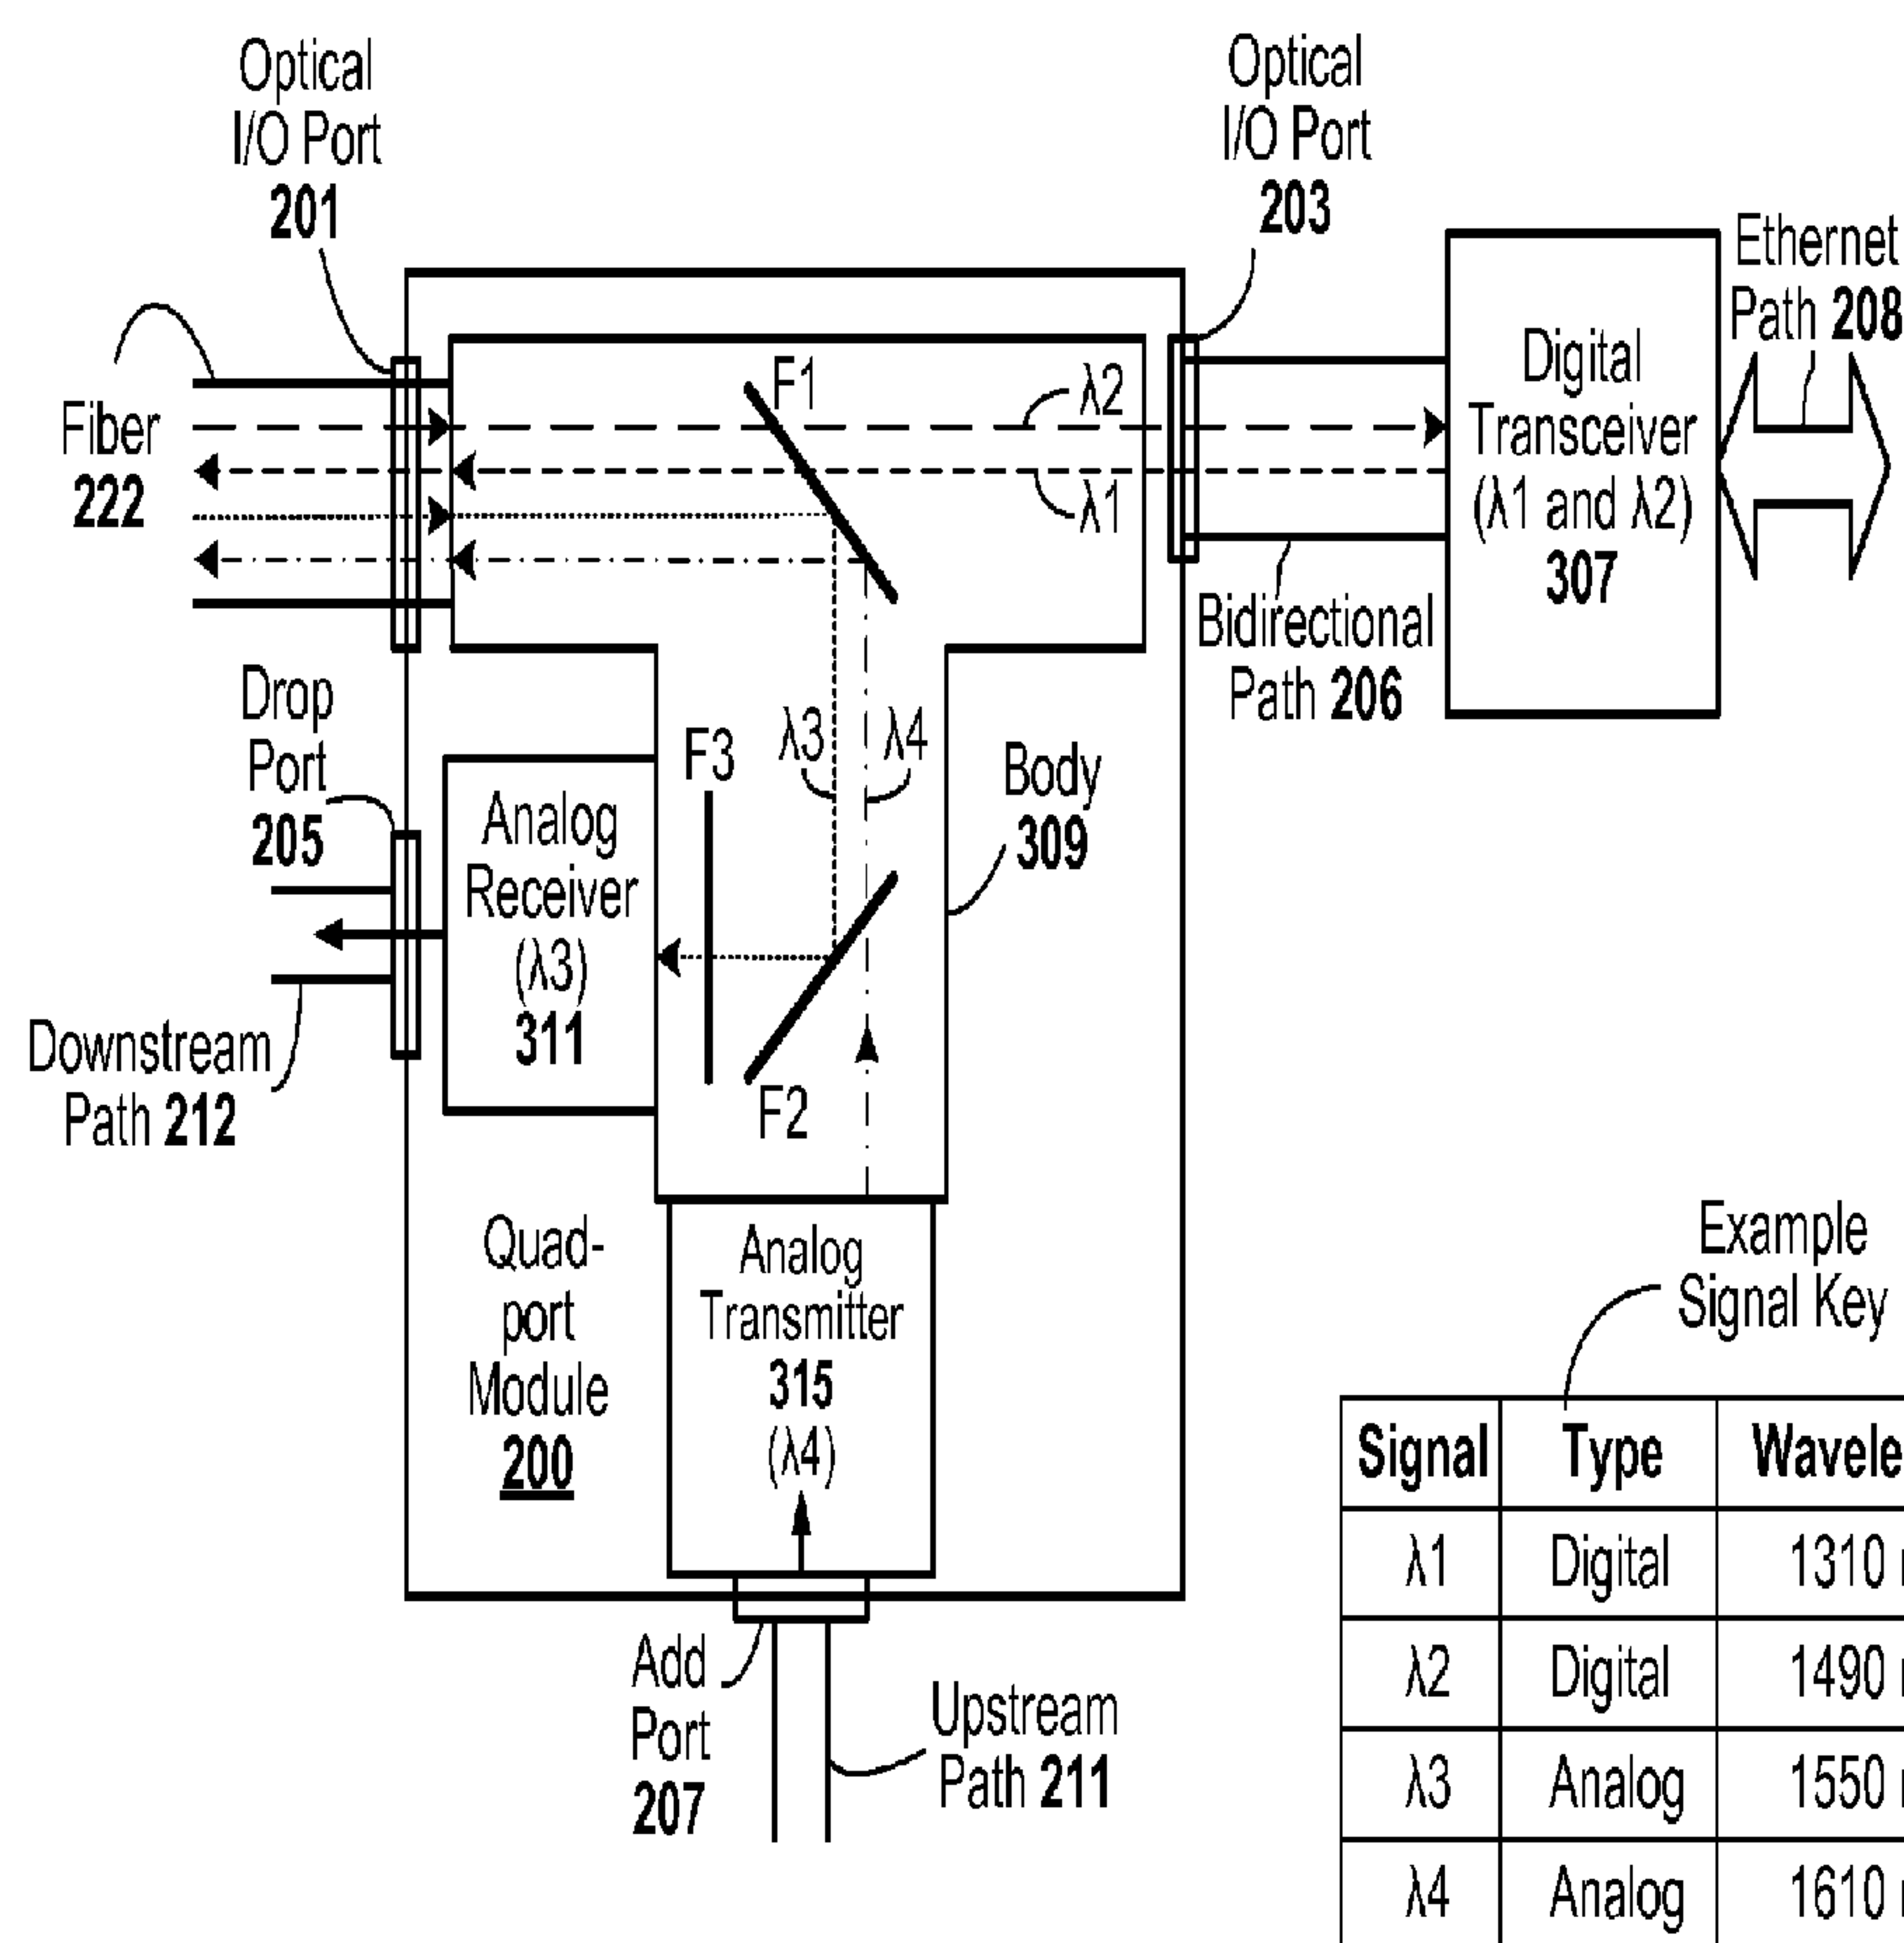 Optical
I/O Port
201
Optical
I/O Port
203
Ethernet
Path 208
Fiber
222
F1
λ2
λ1
Digital
Transceiver
(λ1 and λ2)
307
Bidirectional
Path 206
Drop
Port
205
F3
λ3
λ4
Body
309
Analog
Receiver
(λ3)
311
Downstream
Path 212
F2
Quad-
port
Module
200
Analog
Transmitter
315
(λ4)
Add
Port
207
Upstream
Path 211
Example
Signal Key
Signal Type
λ1 Digital 1310
λ2 Digital 1490
λ3 Analog 1550
λ4 Analog 1610